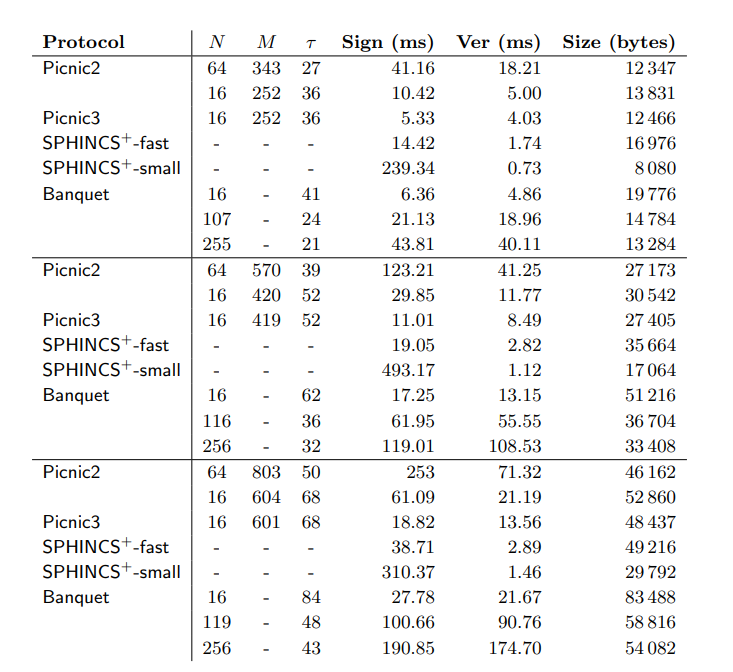 Protocol N M τ Sign (ms) Ver (ms) Size (bytes)
Picnic2 64 343 27 41.16 18.21 12 347
16 252 36 10.42 5.00 13 831
Picnic3 16 252 36 5.33 4.03 12 466
SPHINCS+-fast - - - 14.42 1.74 16 976
SPHINCS+-small - - - 239.34 0.73 8 080
Banquet 16 - 41 6.36 4.86 19 776
107 - 24 21.13 18.96 14 784
255 - 21 43.81 40.11 13 284
Picnic2 64 570 39 123.21 41.25 27 173
16 420 52 29.85 11.77 30 542
Picnic3 16 419 52 11.01 8.49 27 405
SPHINCS+-fast - - - 19.05 2.82 35 664
SPHINCS+-small - - - 493.17 1.12 17 064
Banquet 16 - 62 17.25 13.15 51 216
116 - 36 61.95 55.55 36 704
256 - 32 119.01 108.53 33 408
Picnic2 64 803 50 253 71.32 46 162
16 604 68 61.09 21.19 52 860
Picnic3 16 601 68 18.82 13.56 48 437
SPHINCS+-fast - - - 38.71 2.89 49 216
SPHINCS+-small - - - 310.37 1.46 29 792
Banquet 16 - 84 27.78 21.67 83 488
119 - 48 100.66 90.76 58 816
256 - 43 190.85 174.70 54 082